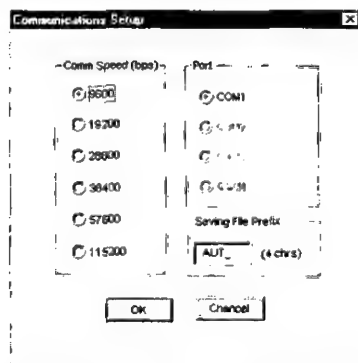 Communications Setup
Comm Speed (bps)
9600
19200
28800
38400
57600
115200
Port
COM1
Saving File Prefix
AUT_ (4 chrs)
OK
Chancel